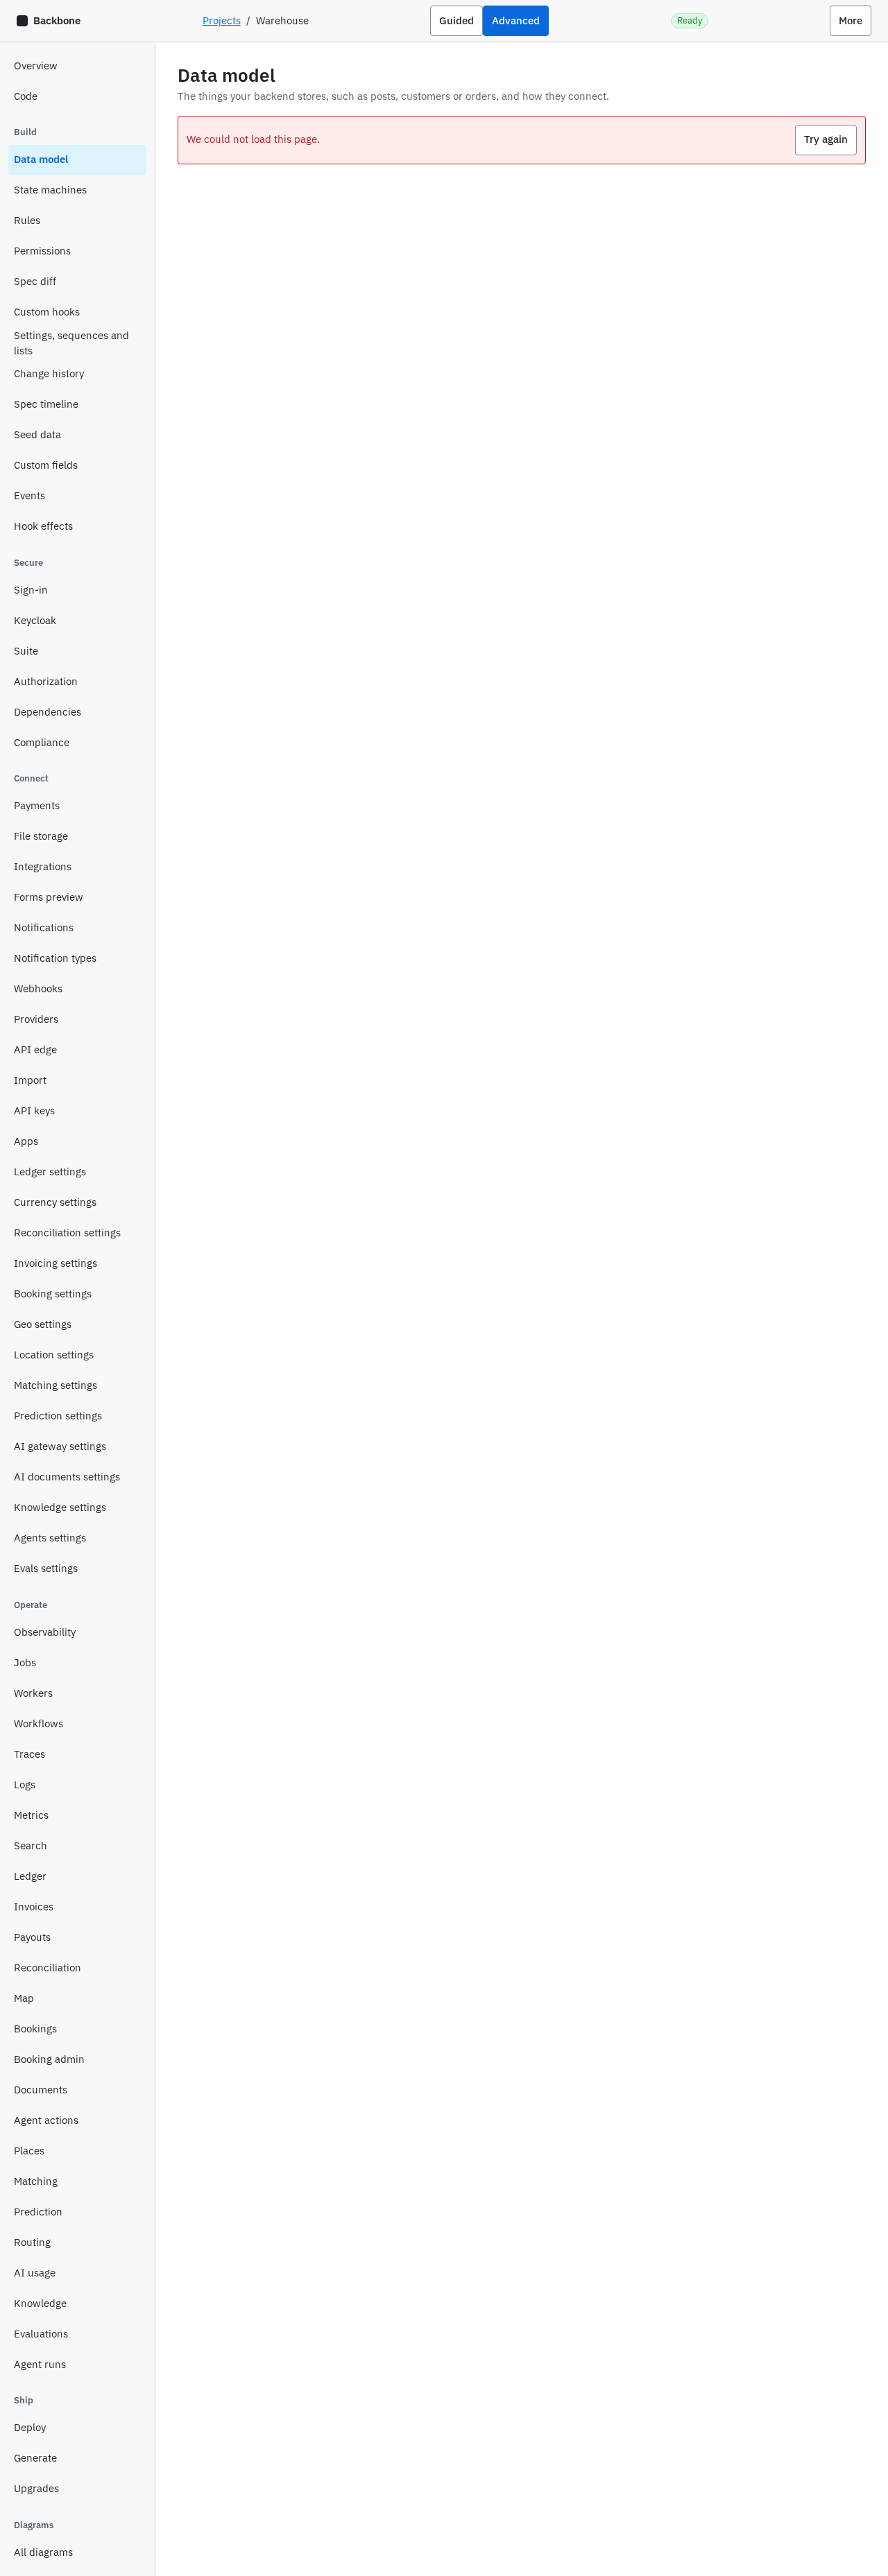 Backbone
Projects / Warehouse
Guided
Advanced
Ready
More
Overview
Code
Build
Data model
State machines
Rules
Permissions
Spec diff
Custom hooks
Settings, sequences and
lists
Change history
Spec timeline
Seed data
Custom fields
Events
Hook effects
Secure
Sign-in
Keycloak
Suite
Authorization
Dependencies
Compliance
Connect
Payments
File storage
Integrations
Forms preview
Notifications
Notification types
Webhooks
Providers
API edge
Import
API keys
Apps
Ledger settings
Currency settings
Reconciliation settings
Invoicing settings
Booking settings
Geo settings
Location settings
Matching settings
Prediction settings
AI gateway settings
AI documents settings
Knowledge settings
Agents settings
Evals settings
Operate
Observability
Jobs
Workers
Workflows
Traces
Logs
Metrics
Search
Ledger
Invoices
Payouts
Reconciliation
Map
Bookings
Booking admin
Documents
Agent actions
Places
Matching
Prediction
Routing
AI usage
Knowledge
Evaluations
Agent runs
Ship
Deploy
Generate
Upgrades
Diagrams
All diagrams
Data model
The things your backend stores, such as posts, customers or orders, and how they connect.
We could not load this page.
Try again